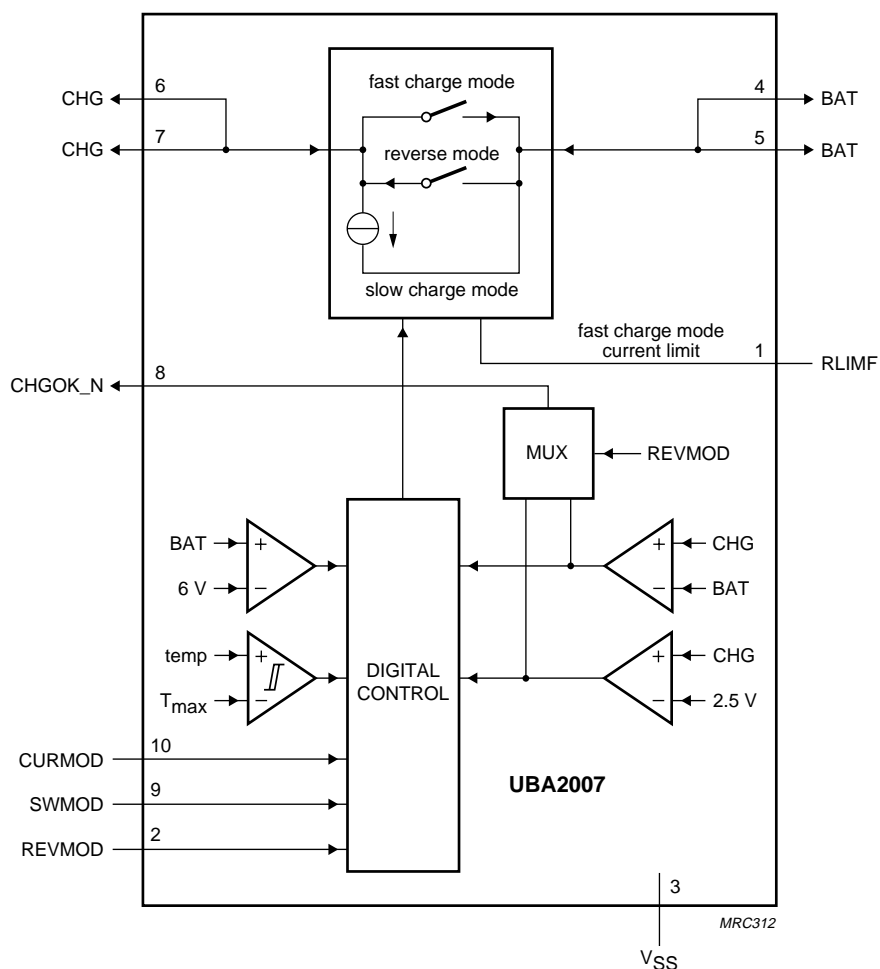 fast charge mode
CHG
6
4
BAT
CHG
7
5
BAT
reverse mode
slow charge mode
fast charge mode
current limit
1
RLIMF
CHGOK_N
8
MUX
REVMOD
BAT
+
6 V
−
+
CHG
−
BAT
temp
+
Tmax
−
DIGITAL
CONTROL
+
CHG
−
2.5 V
CURMOD
10
SWMOD
9
REVMOD
2
UBA2007
3
MRC312
VSS